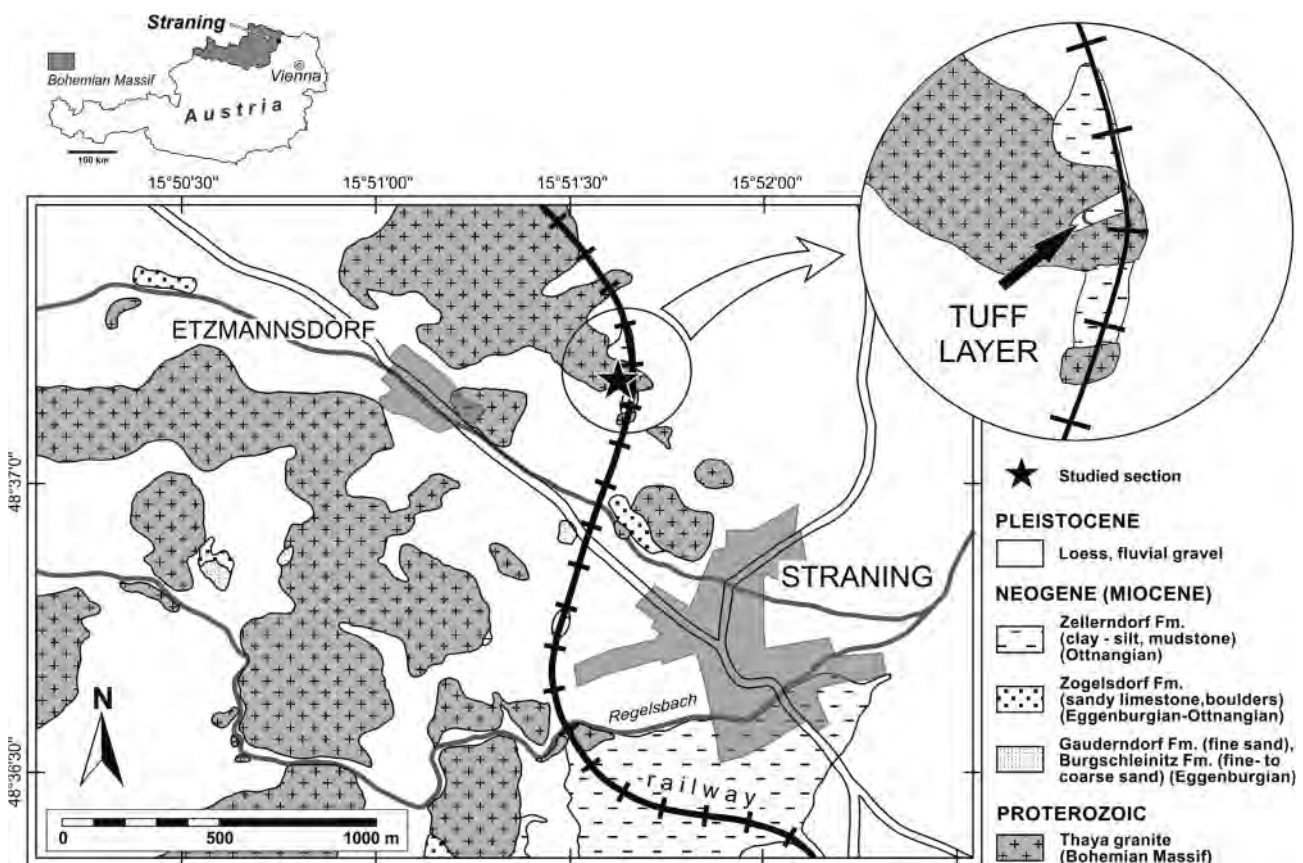 Straning
Bohemian Massif
Vienna
Austria
100 km
15°50'30"
15°51'00"
15°51'30"
15°52'00"
TUFF
LAYER
ETZMANNSDORF
48°37'0"
STRANING
Regelsbach
N
48°36'30"
railway
0 500 1000 m
Studied section
PLEISTOCENE
Loess, fluvial gravel
NEOGENE (MIOCENE)
Zellerndorf Fm.
(clay - silt, mudstone)
(Ottnangian)
Zogelsdorf Fm.
(sandy limestone,boulders)
(Eggenburgian-Ottnangian)
Gauderndorf Fm. (fine sand),
Burgschleinitz Fm. (fine- to
coarse sand) (Eggenburgian)
PROTEROZOIC
Thaya granite
(Bohemian Massif)